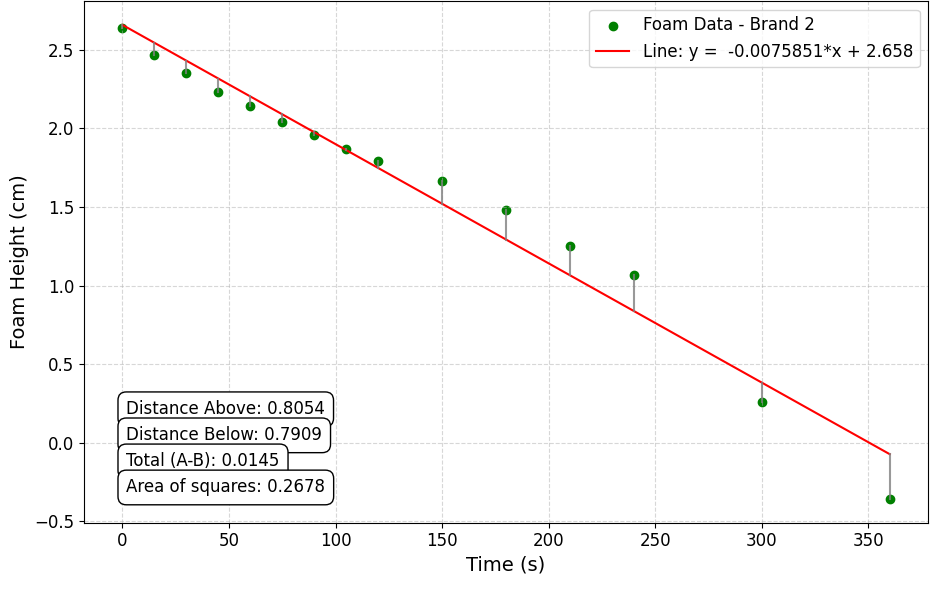 Foam Data - Brand 2
Line: y =  -0.0075851*x + 2.658
Foam Height (cm)
2.5
2.0
1.5
1.0
0.5
0.0
−0.5
Distance Above: 0.8054
Distance Below: 0.7909
Total (A-B): 0.0145
Area of squares: 0.2678
0 50 100 150 200 250 300 350
Time (s)